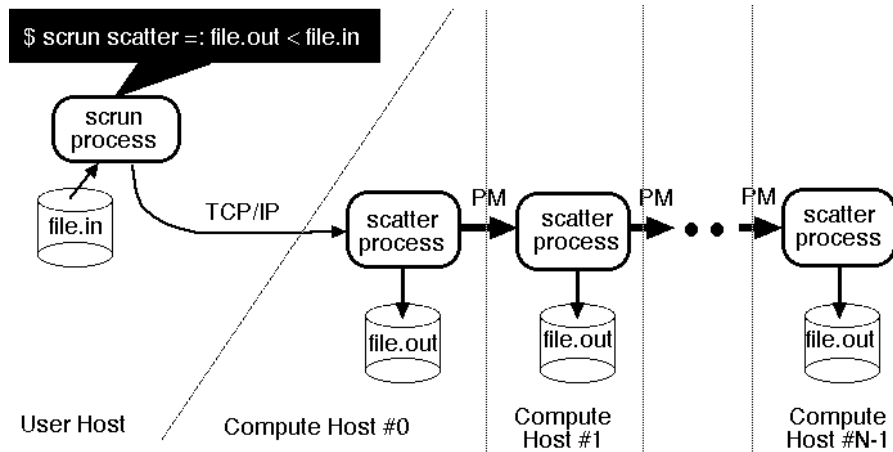 $ scrun scatter =: file.out < file.in
scrun
process
file.in
TCP/IP
scatter
process
PM
scatter
process
PM
PM
scatter
process
file.out
file.out
file.out
User Host
Compute Host #0
Compute
Host #1
Compute
Host #N-1